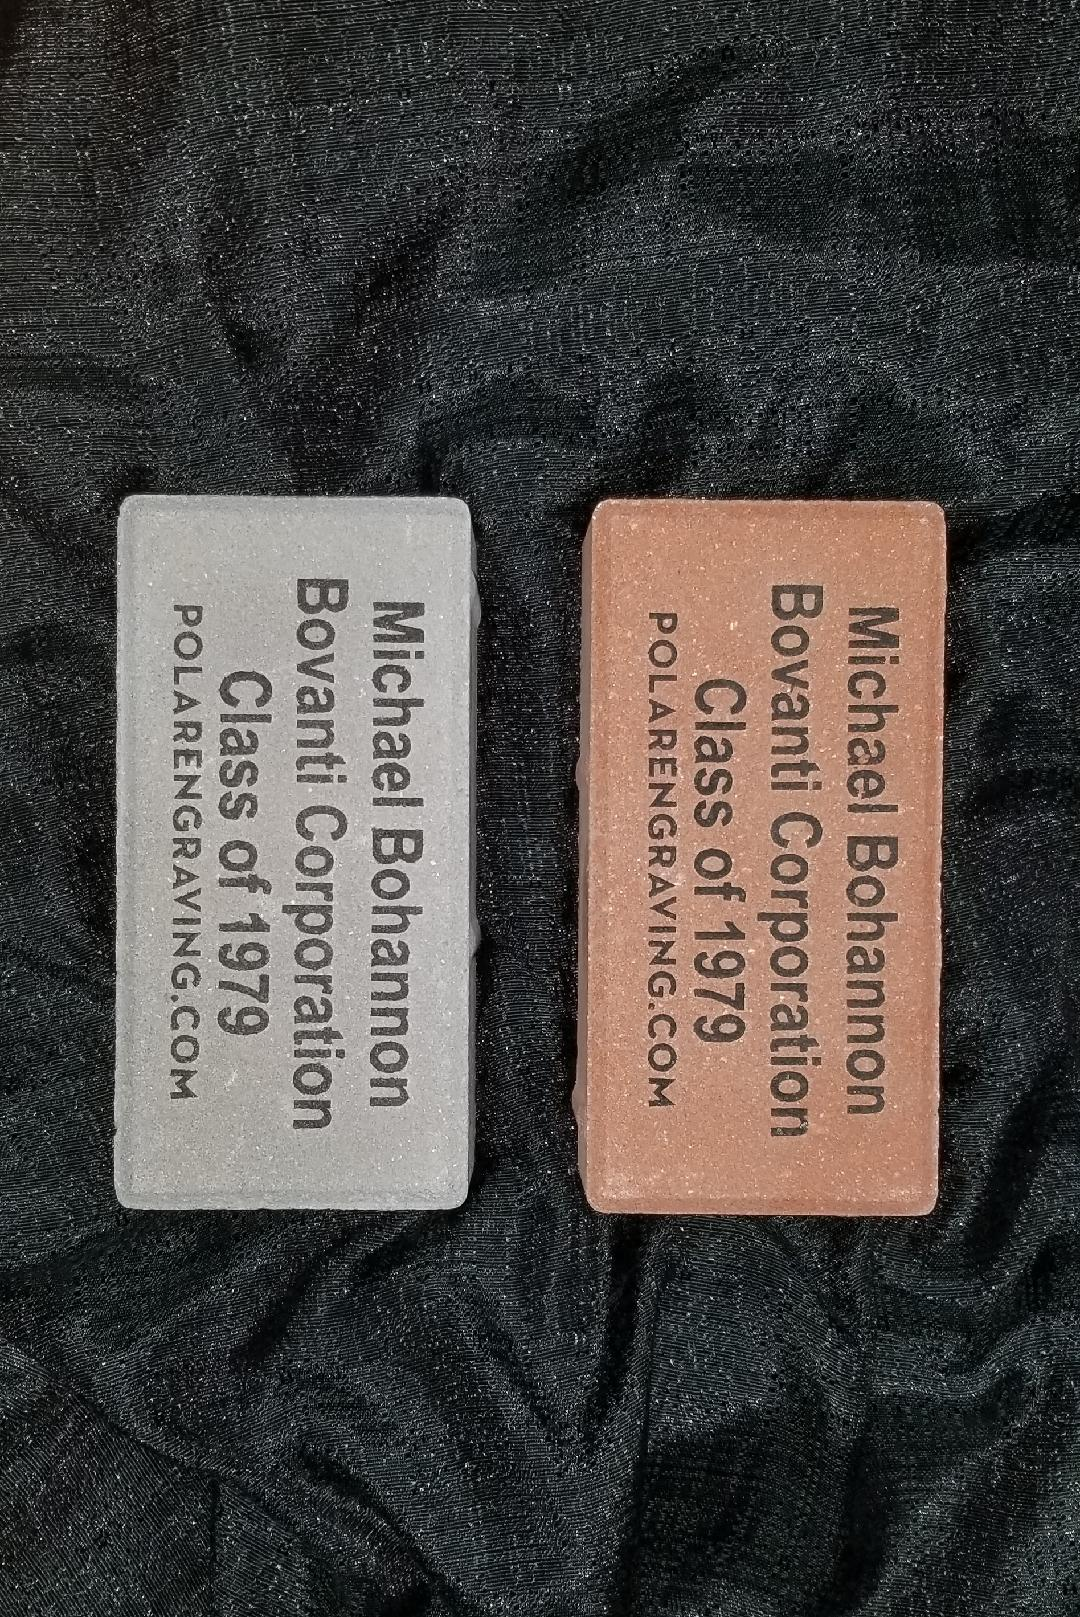 Michael Bohannon
Bovanti Corporation
Class of 1979
POLARENGRAVING.COM
Michael Bohannon
Bovanti Corporation
Class of 1979
POLARENGRAVING.COM